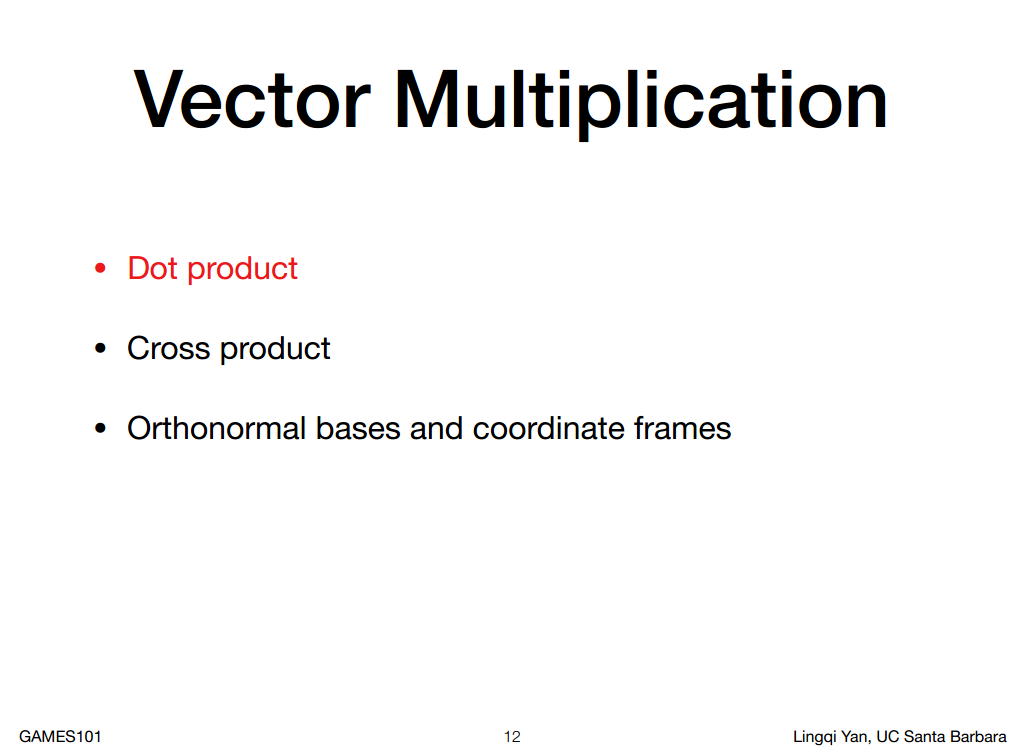 Vector Multiplication
• Dot product
• Cross product
• Orthonormal bases and coordinate frames
GAMES101 12 Lingqi Yan, UC Santa Barbara